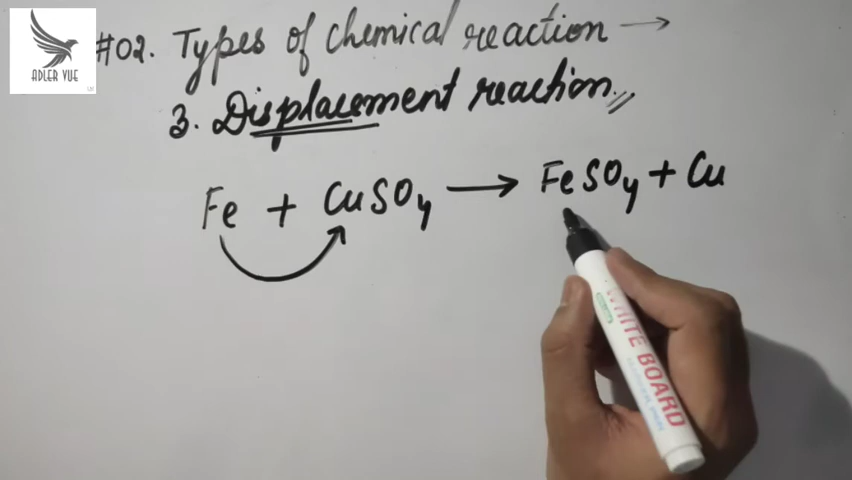 ADLER VUE
#02. Types of chemical reaction →
3. Displacement reaction.
Fe + CuSO4 → FeSO4 + Cu
WHITE BOARD